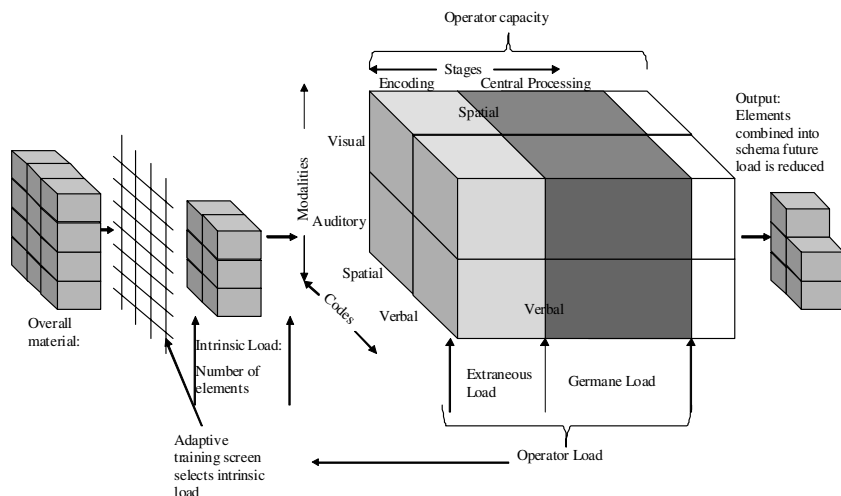 Operator capacity
Stages
Encoding
Central Processing
Spatial
Visual
Modalities
Auditory
Spatial
Verbal
Codes
Verbal
Output:
Elements
combined into
schema future
load is reduced
Overall
material:
Intrinsic Load:
Number of
elements
Extraneous
Load
Germane Load
Adaptive
training screen
selects intrinsic
load
Operator Load